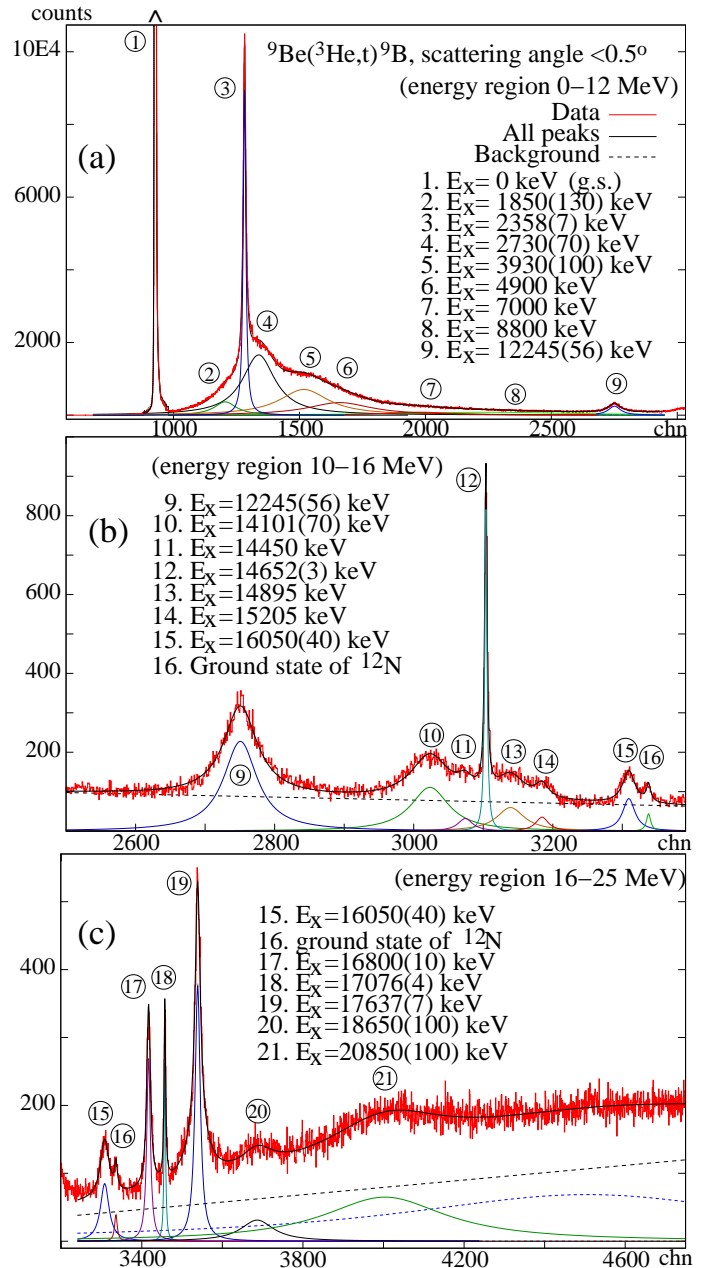 counts
^
10E4
6000
2000
(a)
⁹Be(³He,t)⁹B, scattering angle <0.5º
(energy region 0–12 MeV)
Data
All peaks
Background
1. Eₓ= 0 keV (g.s.)
2. Eₓ= 1850(130) keV
3. Eₓ= 2358(7) keV
4. Eₓ= 2730(70) keV
5. Eₓ= 3930(100) keV
6. Eₓ= 4900 keV
7. Eₓ= 7000 keV
8. Eₓ= 8800 keV
9. Eₓ= 12245(56) keV
① ② ③ ④ ⑤ ⑥ ⑦ ⑧ ⑨
1000 1500 2000 2500 chn
(energy region 10–16 MeV)
(b)
800
600
400
200
9. Eₓ=12245(56) keV
10. Eₓ=14101(70) keV
11. Eₓ=14450 keV
12. Eₓ=14652(3) keV
13. Eₓ=14895 keV
14. Eₓ=15205 keV
15. Eₓ=16050(40) keV
16. Ground state of ¹²N
⑨ ⑩ ⑪ ⑫ ⑬ ⑭ ⑮ ⑯
2600 2800 3000 3200 chn
(energy region 16–25 MeV)
(c)
400
200
15. Eₓ=16050(40) keV
16. ground state of ¹²N
17. Eₓ=16800(10) keV
18. Eₓ=17076(4) keV
19. Eₓ=17637(7) keV
20. Eₓ=18650(100) keV
21. Eₓ=20850(100) keV
⑮ ⑯ ⑰ ⑱ ⑲ ⑳ ㉑
3400 3800 4200 4600 chn